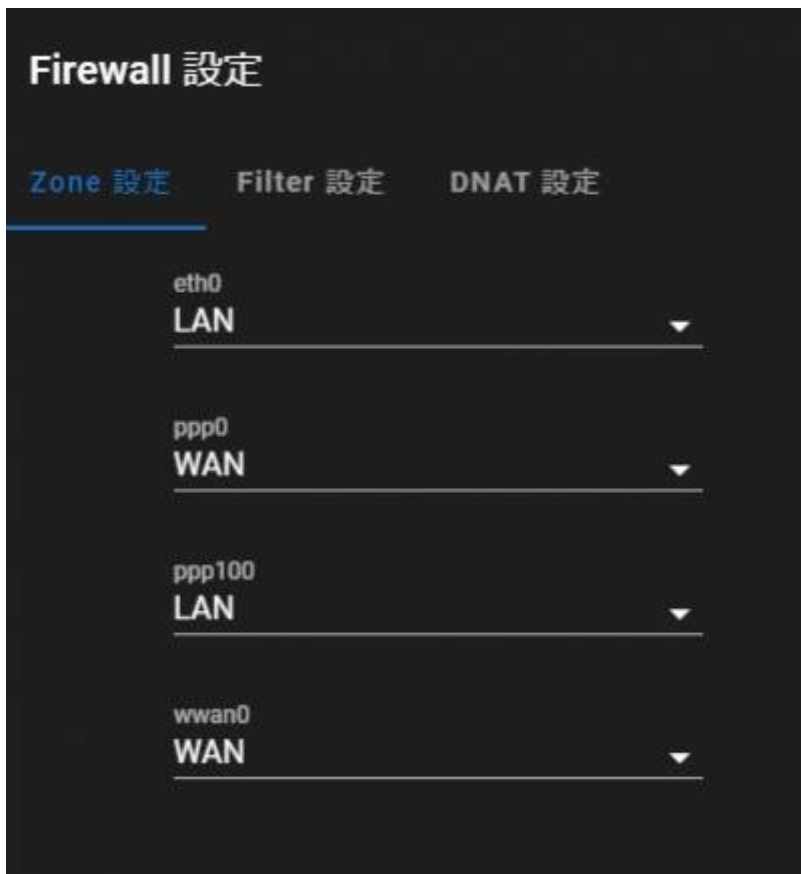 Firewall 設定
Zone 設定 Filter 設定 DNAT 設定
eth0
LAN
ppp0
WAN
ppp100
LAN
wwan0
WAN